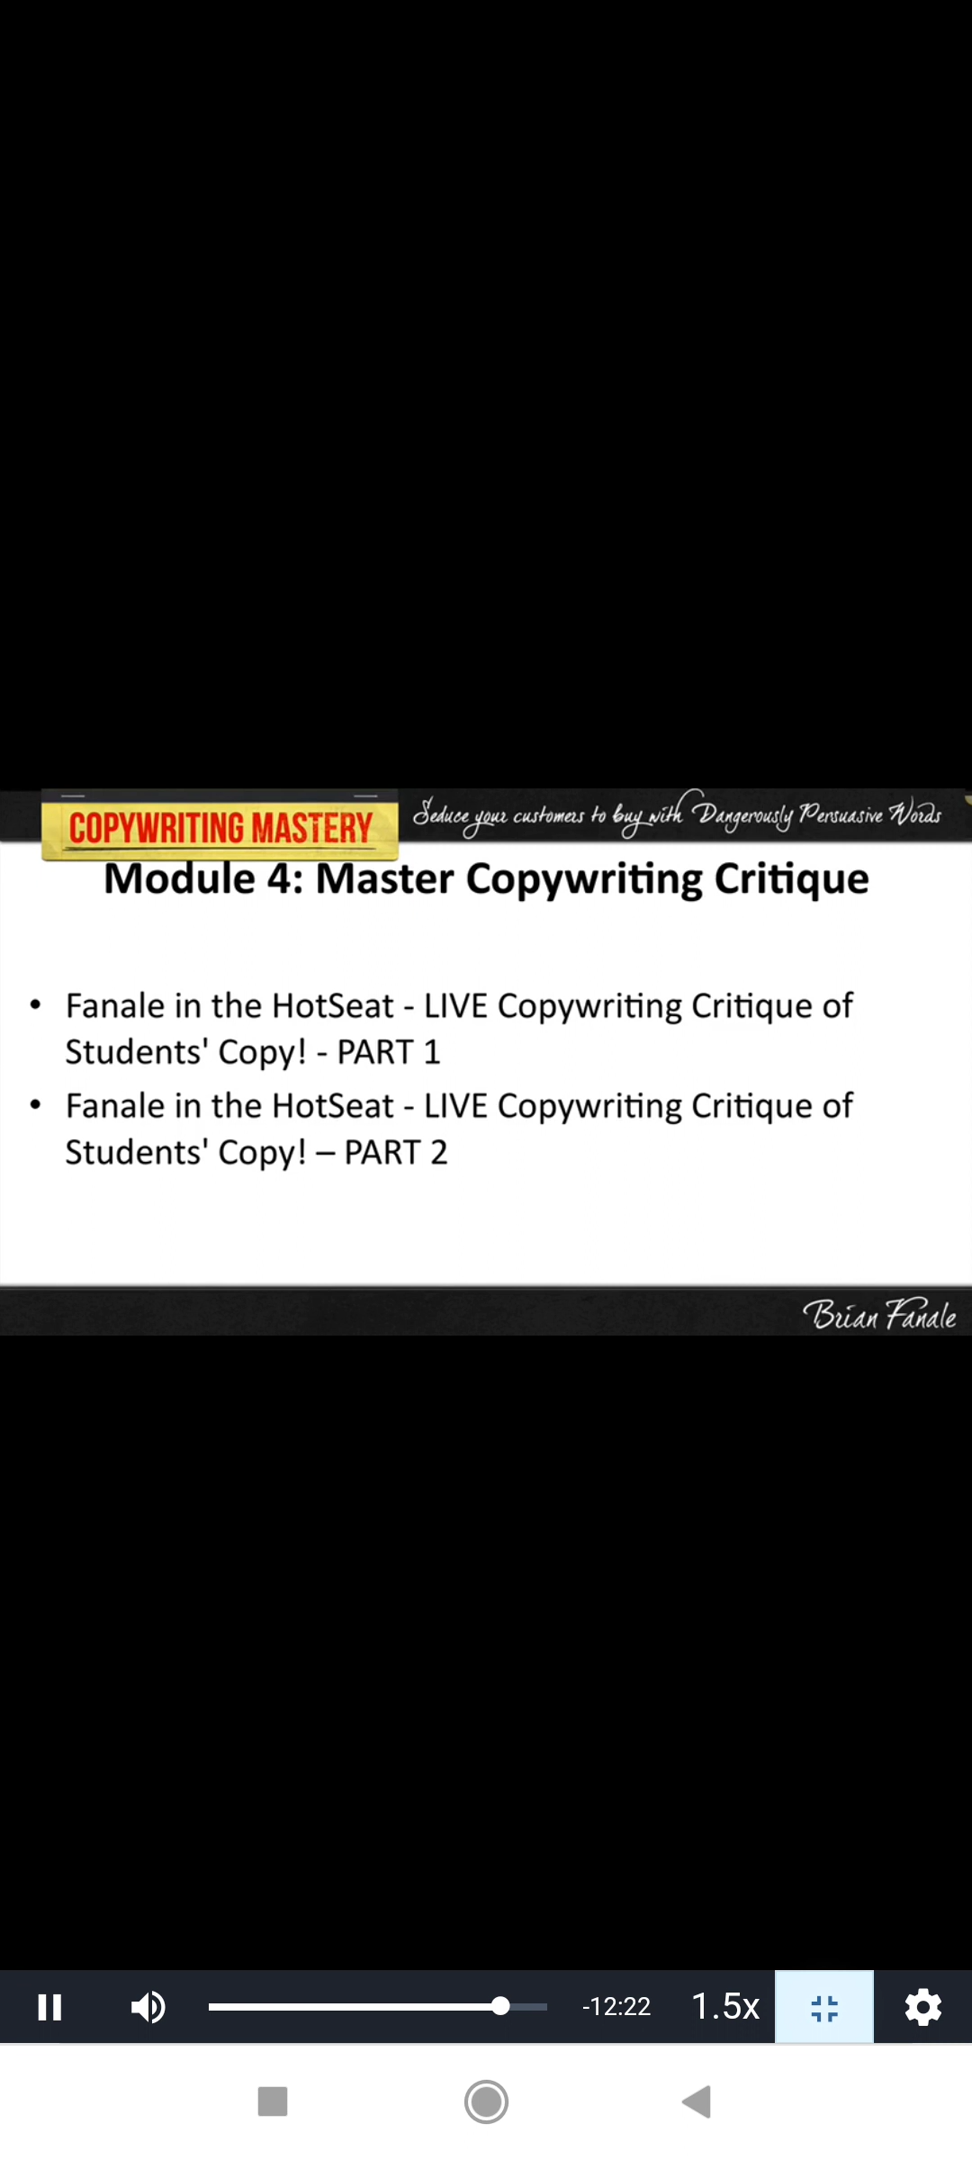 COPYWRITING MASTERY
Seduce your customers to buy with Dangerously Persuasive Words
Module 4: Master Copywriting Critique
• Fanale in the HotSeat - LIVE Copywriting Critique of
Students' Copy! - PART 1
• Fanale in the HotSeat - LIVE Copywriting Critique of
Students' Copy! – PART 2
Brian Fanale
-12:22 1.5x